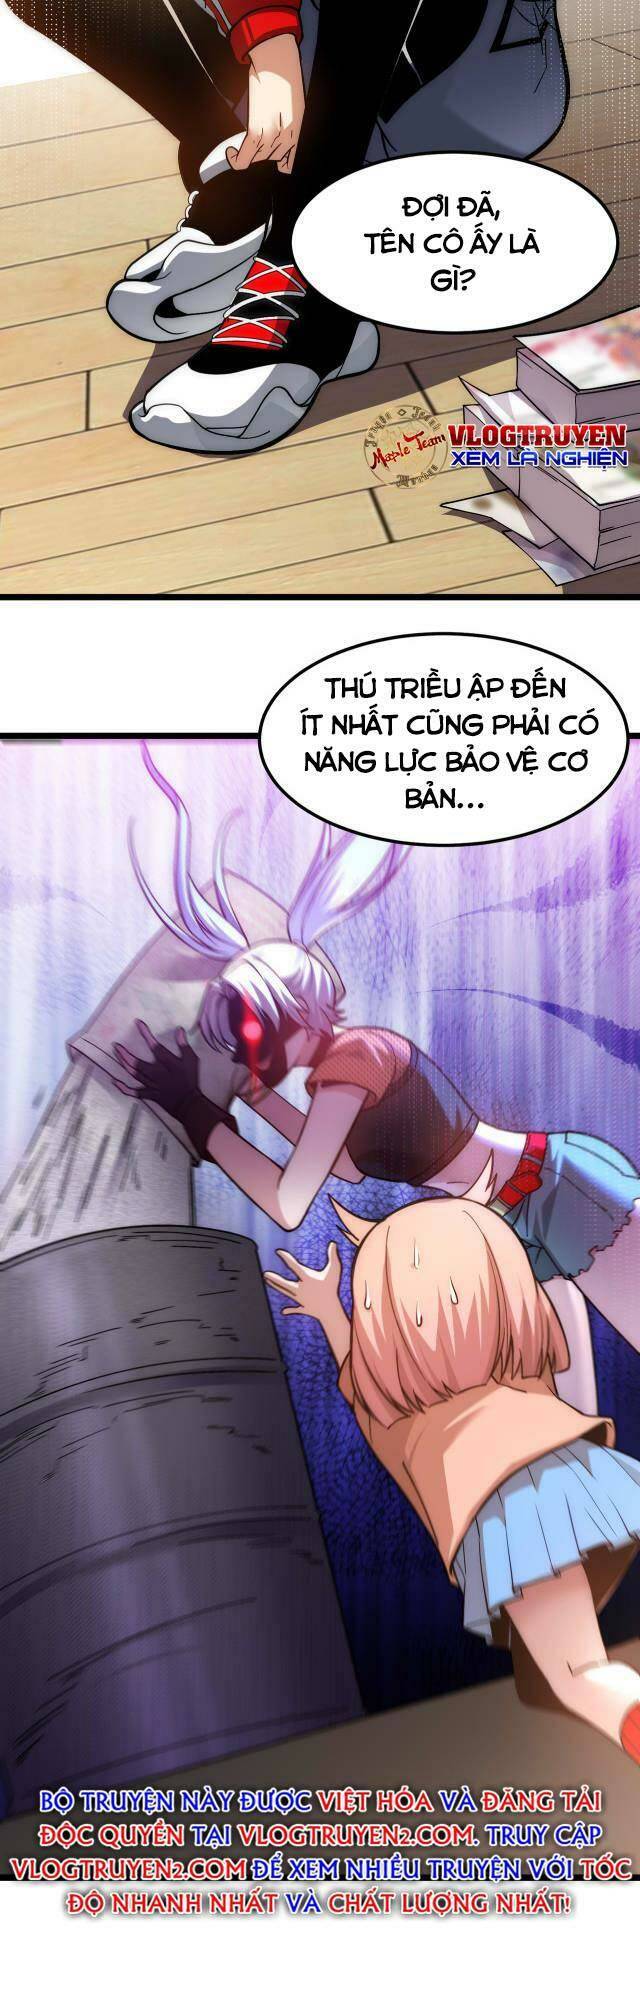 ĐỢI ĐÃ,
TÊN CÔ ẤY LÀ
GÌ?
Maple Team
VLOGTRUYEN
XEM LÀ NGHIỆN
THÚ TRIỀU ẬP ĐẾN
ÍT NHẤT CŨNG PHẢI CÓ
NĂNG LỰC BẢO VỆ CƠ
BẢN...
BỘ TRUYỆN NÀY ĐƯỢC VIỆT HÓA VÀ ĐĂNG TẢI
ĐỘC QUYỀN TẠI VLOGTRUYEN2.COM. TRUY CẬP
VLOGTRUYEN2.COM ĐỂ XEM NHIỀU TRUYỆN VỚI TỐC
ĐỘ NHANH NHẤT VÀ CHẤT LƯỢNG NHẤT!